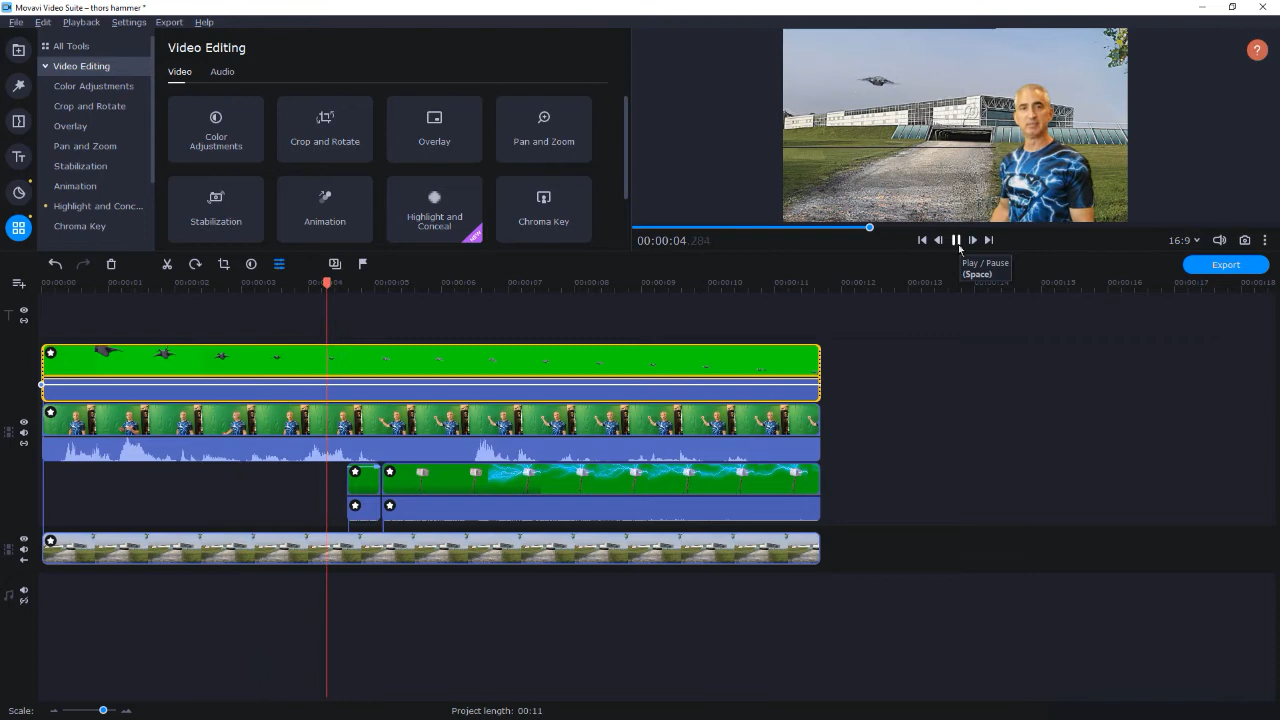 Movavi Video Suite – thors hammer *
File Edit Playback Settings Export Help
All Tools
Video Editing
Color Adjustments
Crop and Rotate
Overlay
Pan and Zoom
Stabilization
Animation
Highlight and Conc...
Chroma Key
Video Editing
Video Audio
Color Adjustments
Crop and Rotate
Overlay
Pan and Zoom
Stabilization
Animation
Highlight and Conceal
NEW
Chroma Key
?
00:00:04.284
16:9
Play / Pause
(Space)
Export
00:00:00 00:00:01 00:00:02 00:00:03 00:00:04 00:00:05 00:00:06 00:00:07 00:00:08 00:00:09 00:00:10 00:00:11 00:00:12 00:00:13 00:00:14 00:00:15 00:00:16 00:00:17 00:00:18
Scale:
Project length: 00:11